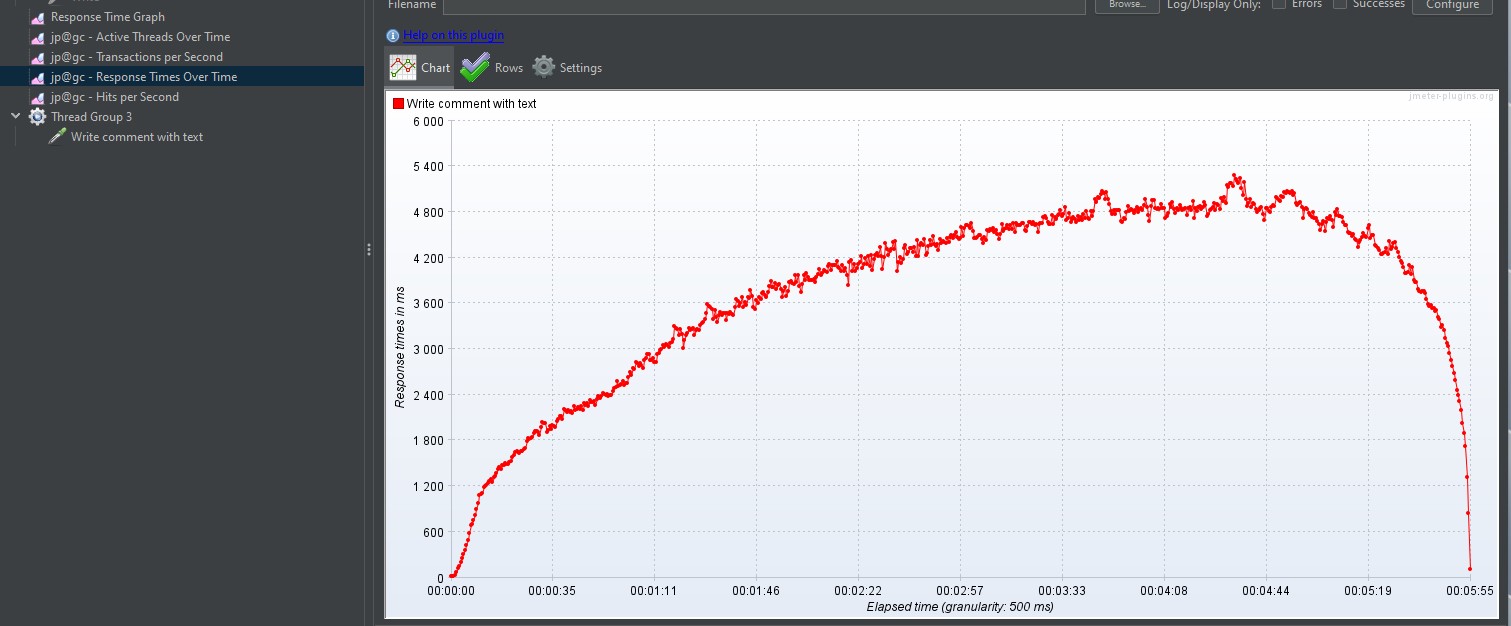 Filename
Browse...
Log/Display Only:
Errors
Successes
Configure
Response Time Graph
jp@gc - Active Threads Over Time
jp@gc - Transactions per Second
jp@gc - Response Times Over Time
jp@gc - Hits per Second
Thread Group 3
Write comment with text
Help on this plugin
Chart
Rows
Settings
Write comment with text
jmeter-plugins.org
6 000
5 400
4 800
4 200
3 600
3 000
2 400
1 800
1 200
600
0
Response times in ms
00:00:00 00:00:35 00:01:11 00:01:46 00:02:22 00:02:57 00:03:33 00:04:08 00:04:44 00:05:19 00:05:55
Elapsed time (granularity: 500 ms)